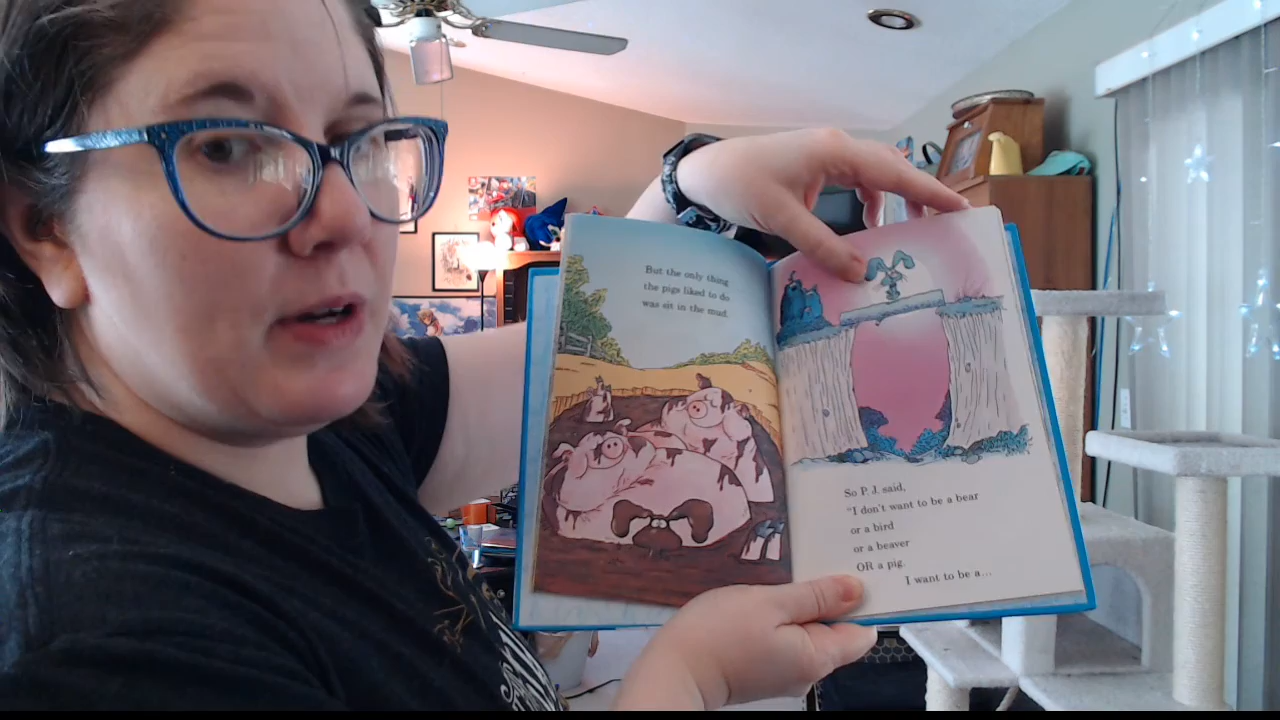 But the only thing
the pigs liked to do
was sit in the mud.
So P. J. said,
"I don't want to be a bear
or a bird
or a beaver
OR a pig.
I want to be a...